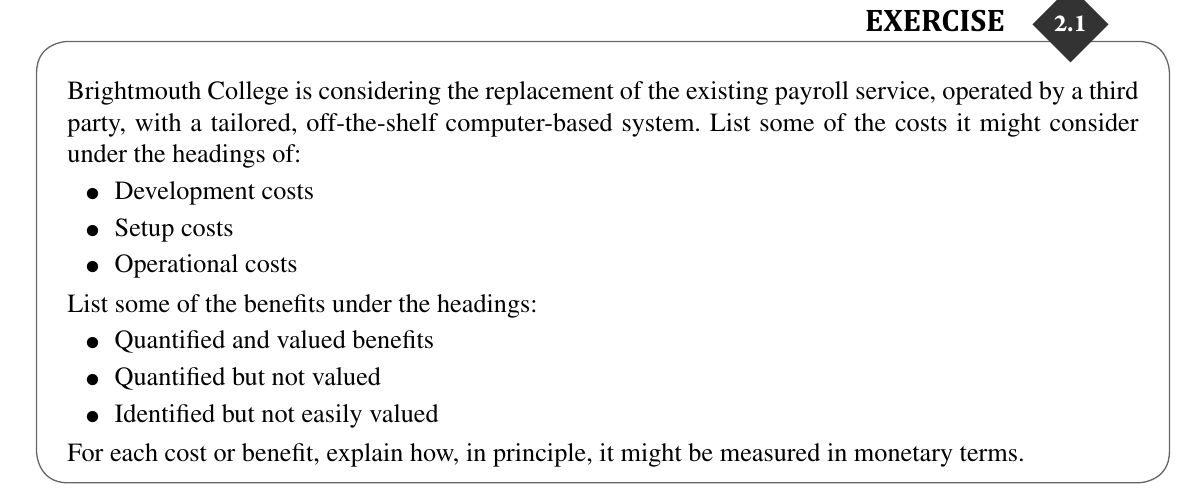 EXERCISE 2.1
Brightmouth College is considering the replacement of the existing payroll service, operated by a third
party, with a tailored, off-the-shelf computer-based system. List some of the costs it might consider
under the headings of:
● Development costs
● Setup costs
● Operational costs
List some of the benefits under the headings:
● Quantified and valued benefits
● Quantified but not valued
● Identified but not easily valued
For each cost or benefit, explain how, in principle, it might be measured in monetary terms.